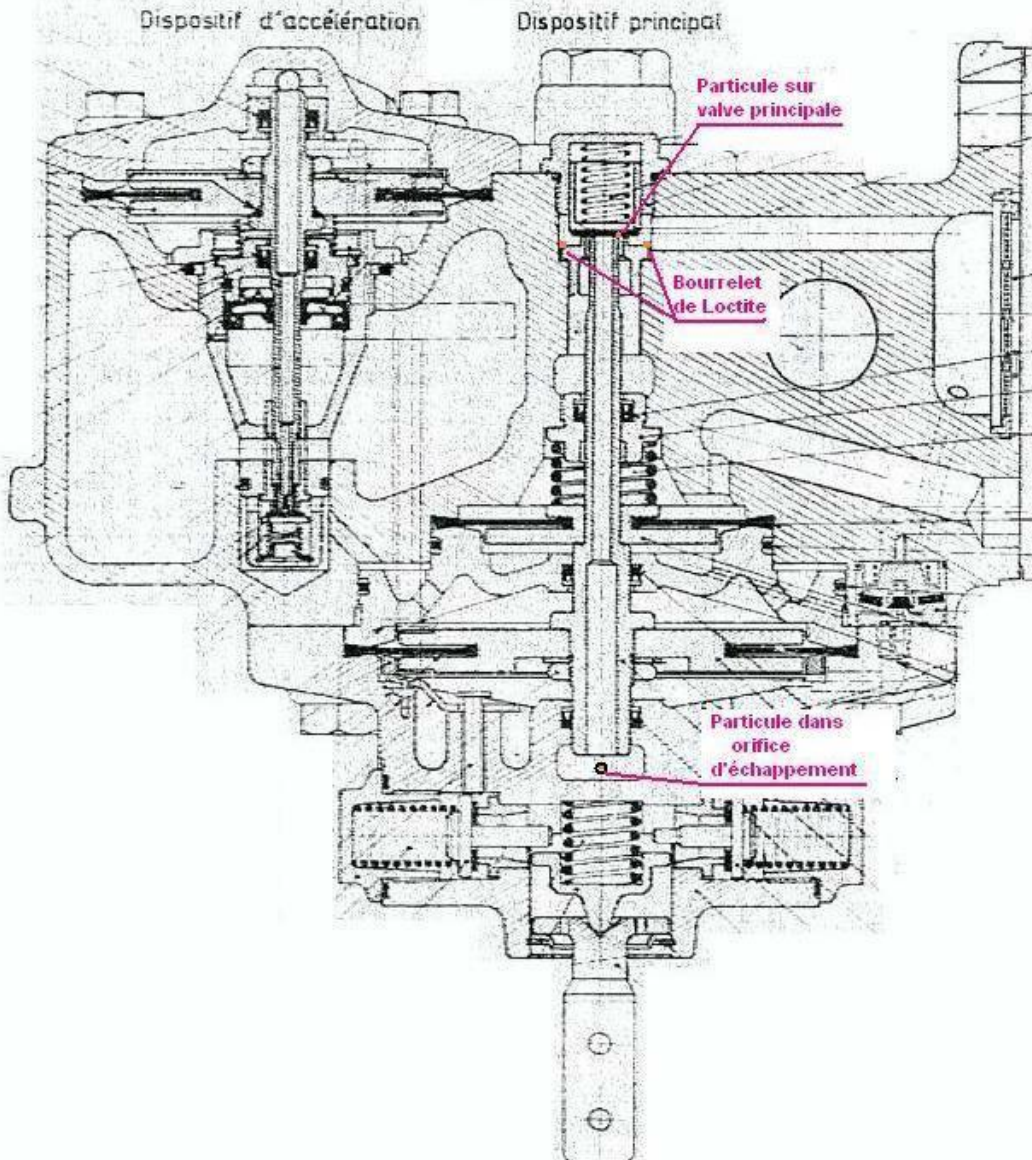 Dispositif d'accélération
Dispositif principal
Particule sur
valve principale
Bourrelet
de Loctite
Particule dans
orifice
d'échappement